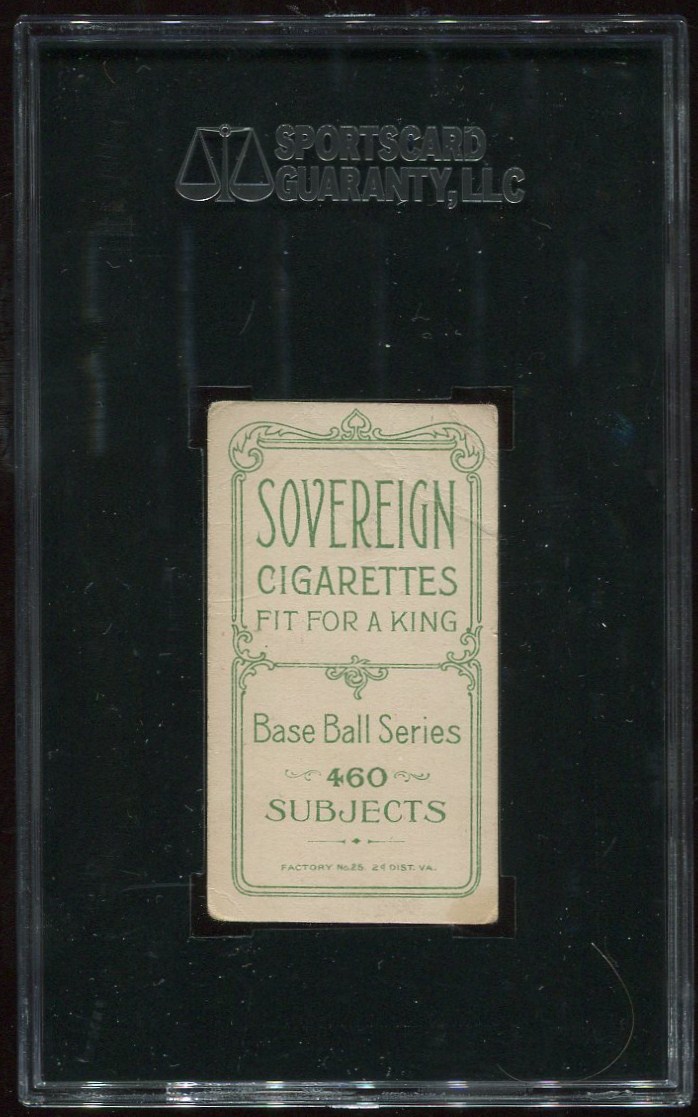 SPORTSCARD
GUARANTY, LLC
SOVEREIGN
CIGARETTES
FIT FOR A KING
Base Ball Series
460
SUBJECTS
FACTORY No. 25. 2d DIST. VA.